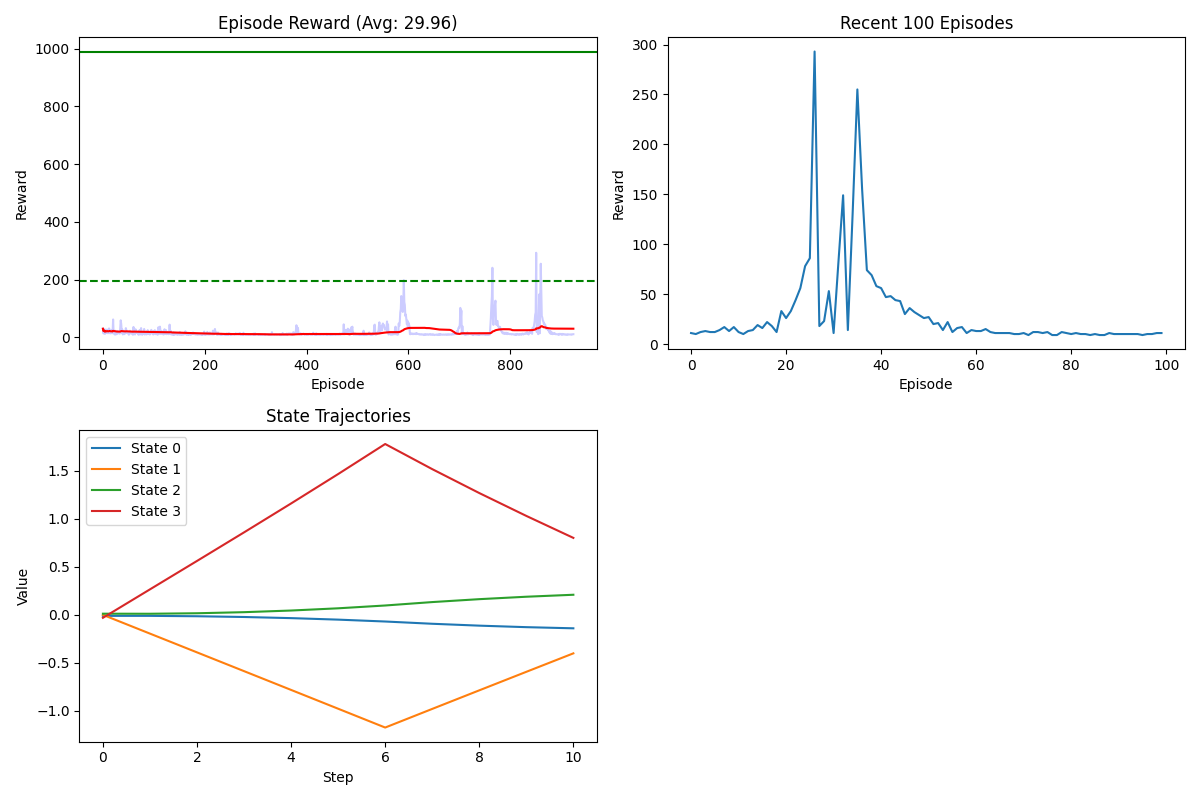 Episode Reward (Avg: 29.96)
1000
800
600
400
200
0
Reward
0 200 400 600 800
Episode
Recent 100 Episodes
300
250
200
150
100
50
0
Reward
0 20 40 60 80 100
Episode
State Trajectories
State 0
State 1
State 2
State 3
1.5
1.0
0.5
0.0
−0.5
−1.0
Value
0 2 4 6 8 10
Step